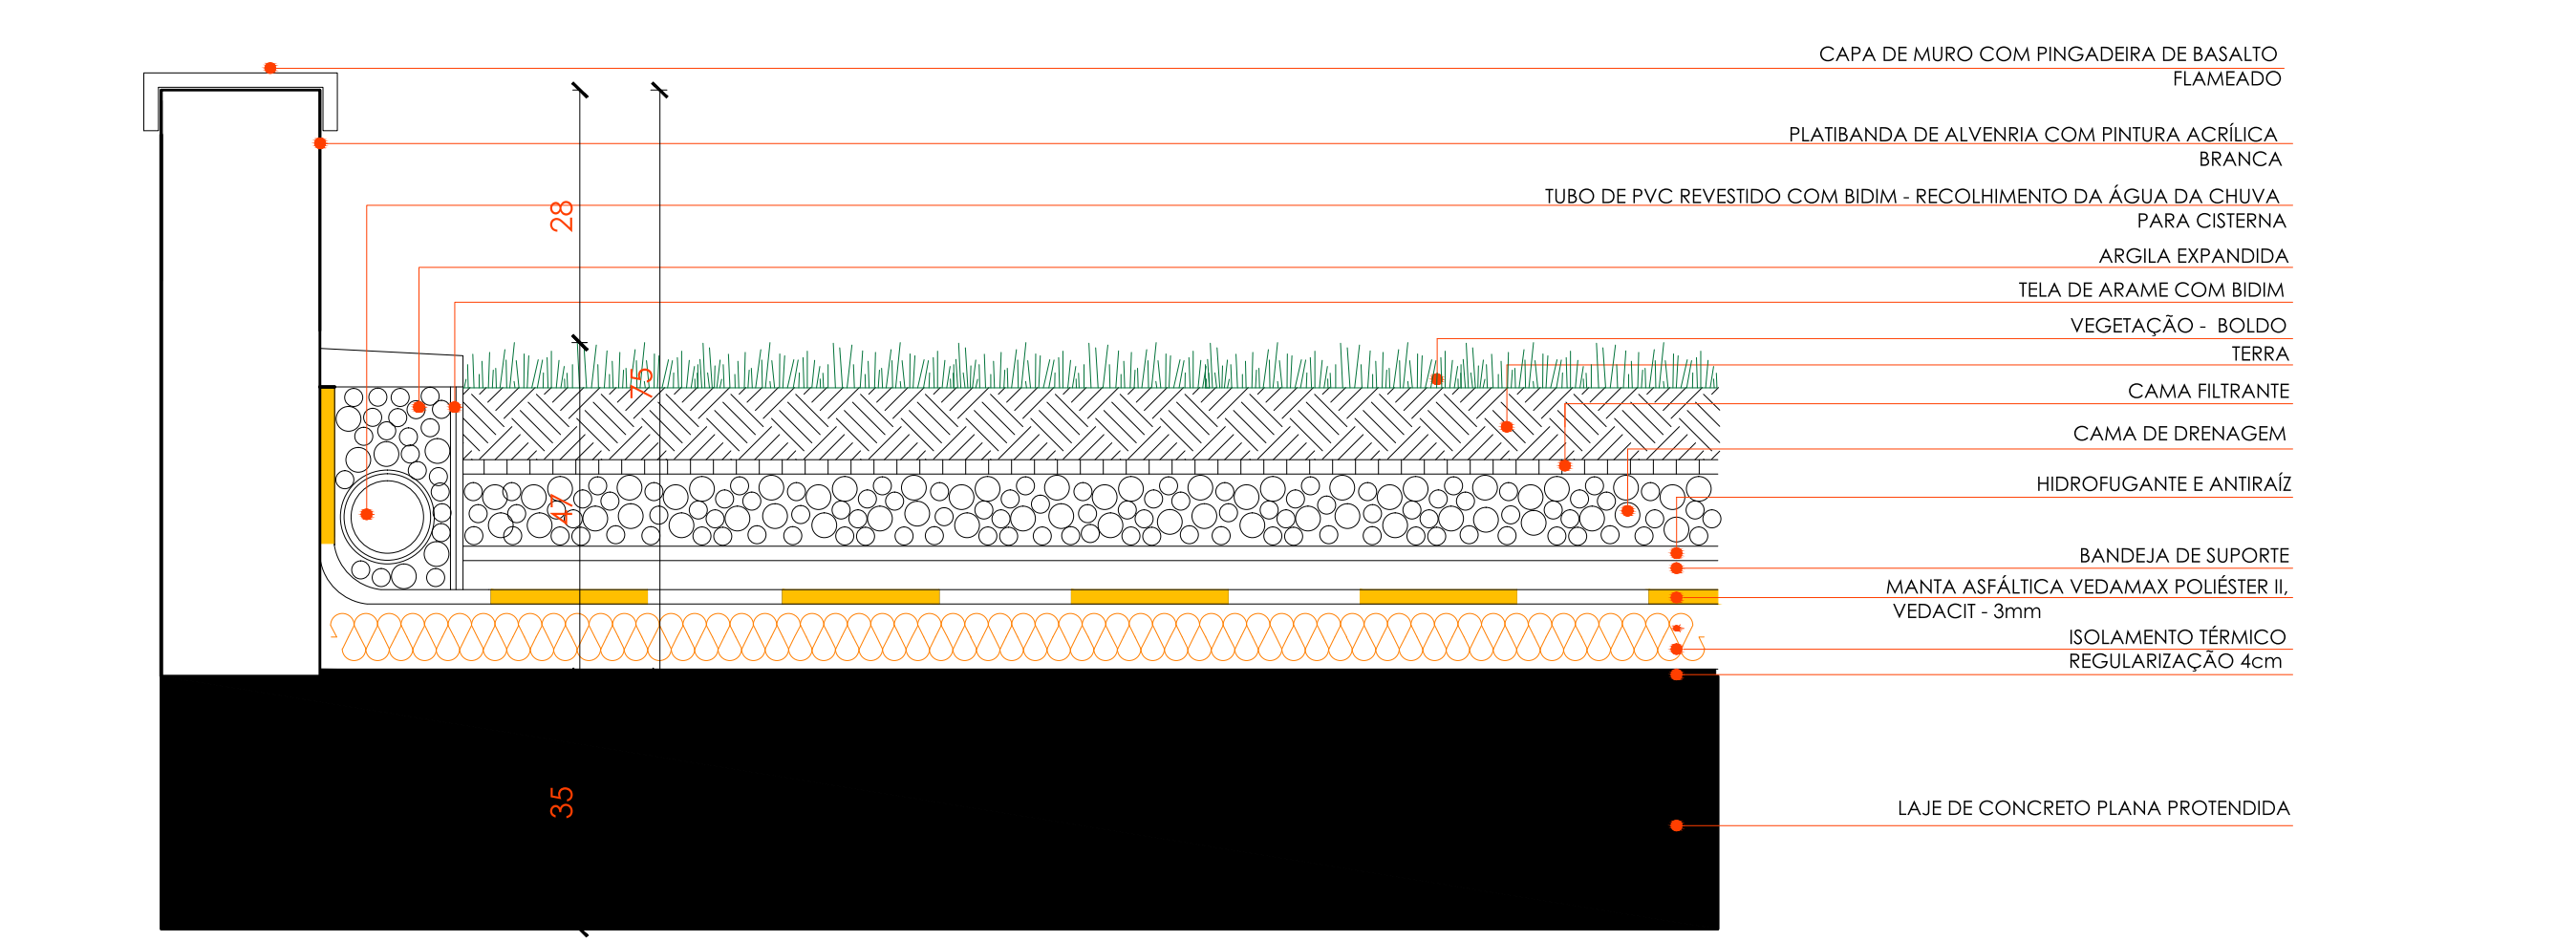 CAPA DE MURO COM PINGADEIRA DE BASALTO
FLAMEADO
PLATIBANDA DE ALVENRIA COM PINTURA ACRÍLICA
BRANCA
TUBO DE PVC REVESTIDO COM BIDIM - RECOLHIMENTO DA ÁGUA DA CHUVA
PARA CISTERNA
ARGILA EXPANDIDA
TELA DE ARAME COM BIDIM
VEGETAÇÃO - BOLDO
TERRA
CAMA FILTRANTE
CAMA DE DRENAGEM
HIDROFUGANTE E ANTIRAÍZ
BANDEJA DE SUPORTE
MANTA ASFÁLTICA VEDAMAX POLIÉSTER II,
VEDACIT - 3mm
ISOLAMENTO TÉRMICO
REGULARIZAÇÃO 4cm
LAJE DE CONCRETO PLANA PROTENDIDA
28
75
47
35